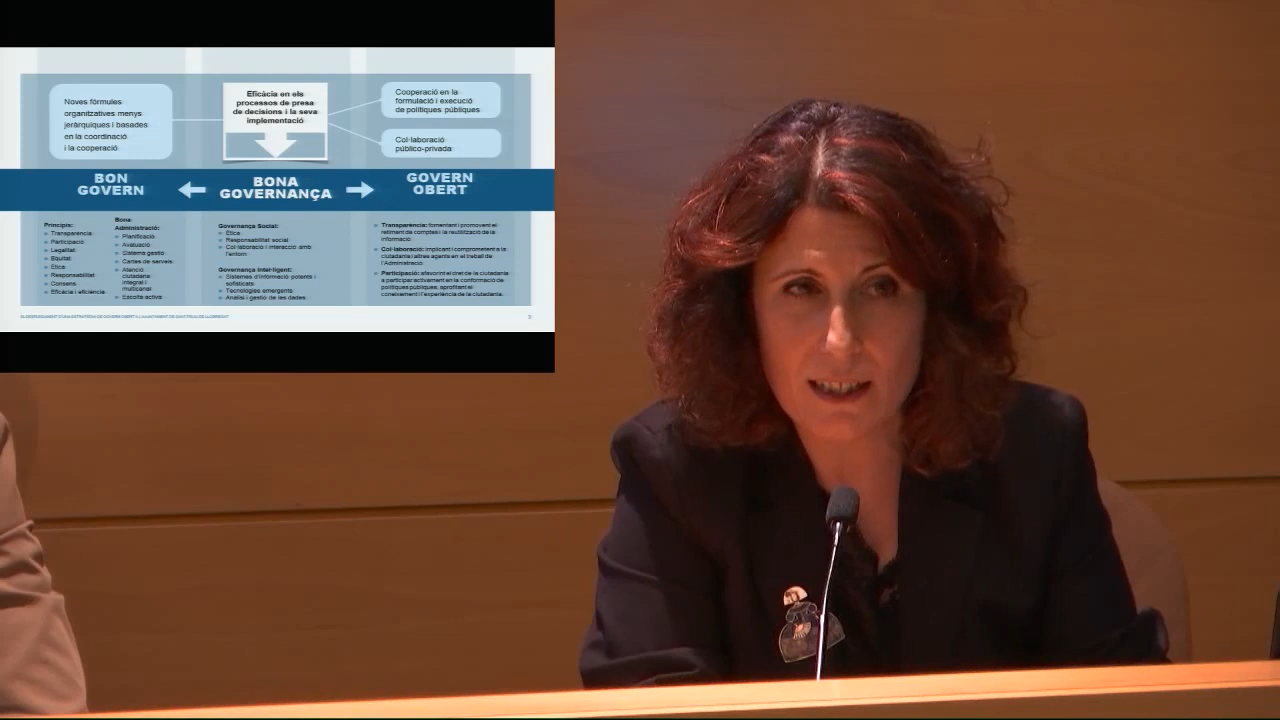 Noves fórmules
organitzatives menys
jeràrquiques i basades
en la coordinació
i la cooperació
Eficàcia en els
processos de presa
de decisions i la seva
implementació
Cooperació en la
formulació i execució
de polítiques públiques
Col·laboració
público-privada
BON
GOVERN
BONA
GOVERNANÇA
GOVERN
OBERT
Principis:
Transparència
Participació
Legalitat
Equitat
Ètica
Responsabilitat
Consens
Eficàcia i eficiència
Bona
Administració:
Planificació
Avaluació
Sistema gestió
Cartes de serveis
Atenció
ciutadana
integral i
multicanal
Escolta activa
Governança Social:
Ètica
Responsabilitat social
Col·laboració i interacció amb
l'entorn
Governança Intel·ligent:
Sistemes d'informació potents i
sofisticats
Tecnologies emergents
Anàlisi i gestió de les dades
Transparència: fomentant i promovent el
retiment de comptes i la reutilització de la
informació
Col·laboració: implicant i comprometent a la
ciutadania i altres agents en el treball de
l'Administració
Participació: afavorint el dret de la ciutadania
a participar activament en la conformació de
polítiques públiques, aprofitant el
coneixement i l'experiència de la ciutadania.
3